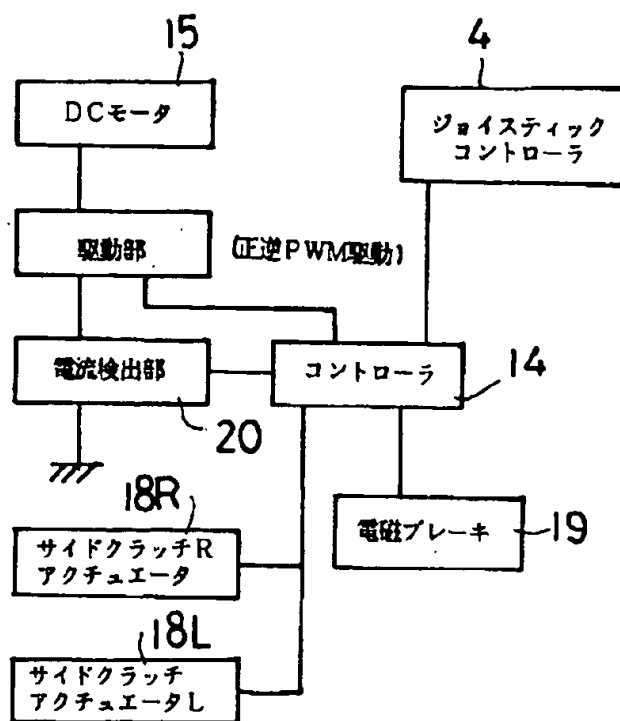 15
DCモータ
4
ジョイスティック
コントローラ
駆動部
(正逆PWM駆動)
電流検出部
20
コントローラ
14
18R
サイドクラッチR
アクチュエータ
電磁ブレーキ
19
18L
サイドクラッチ
アクチュエータL